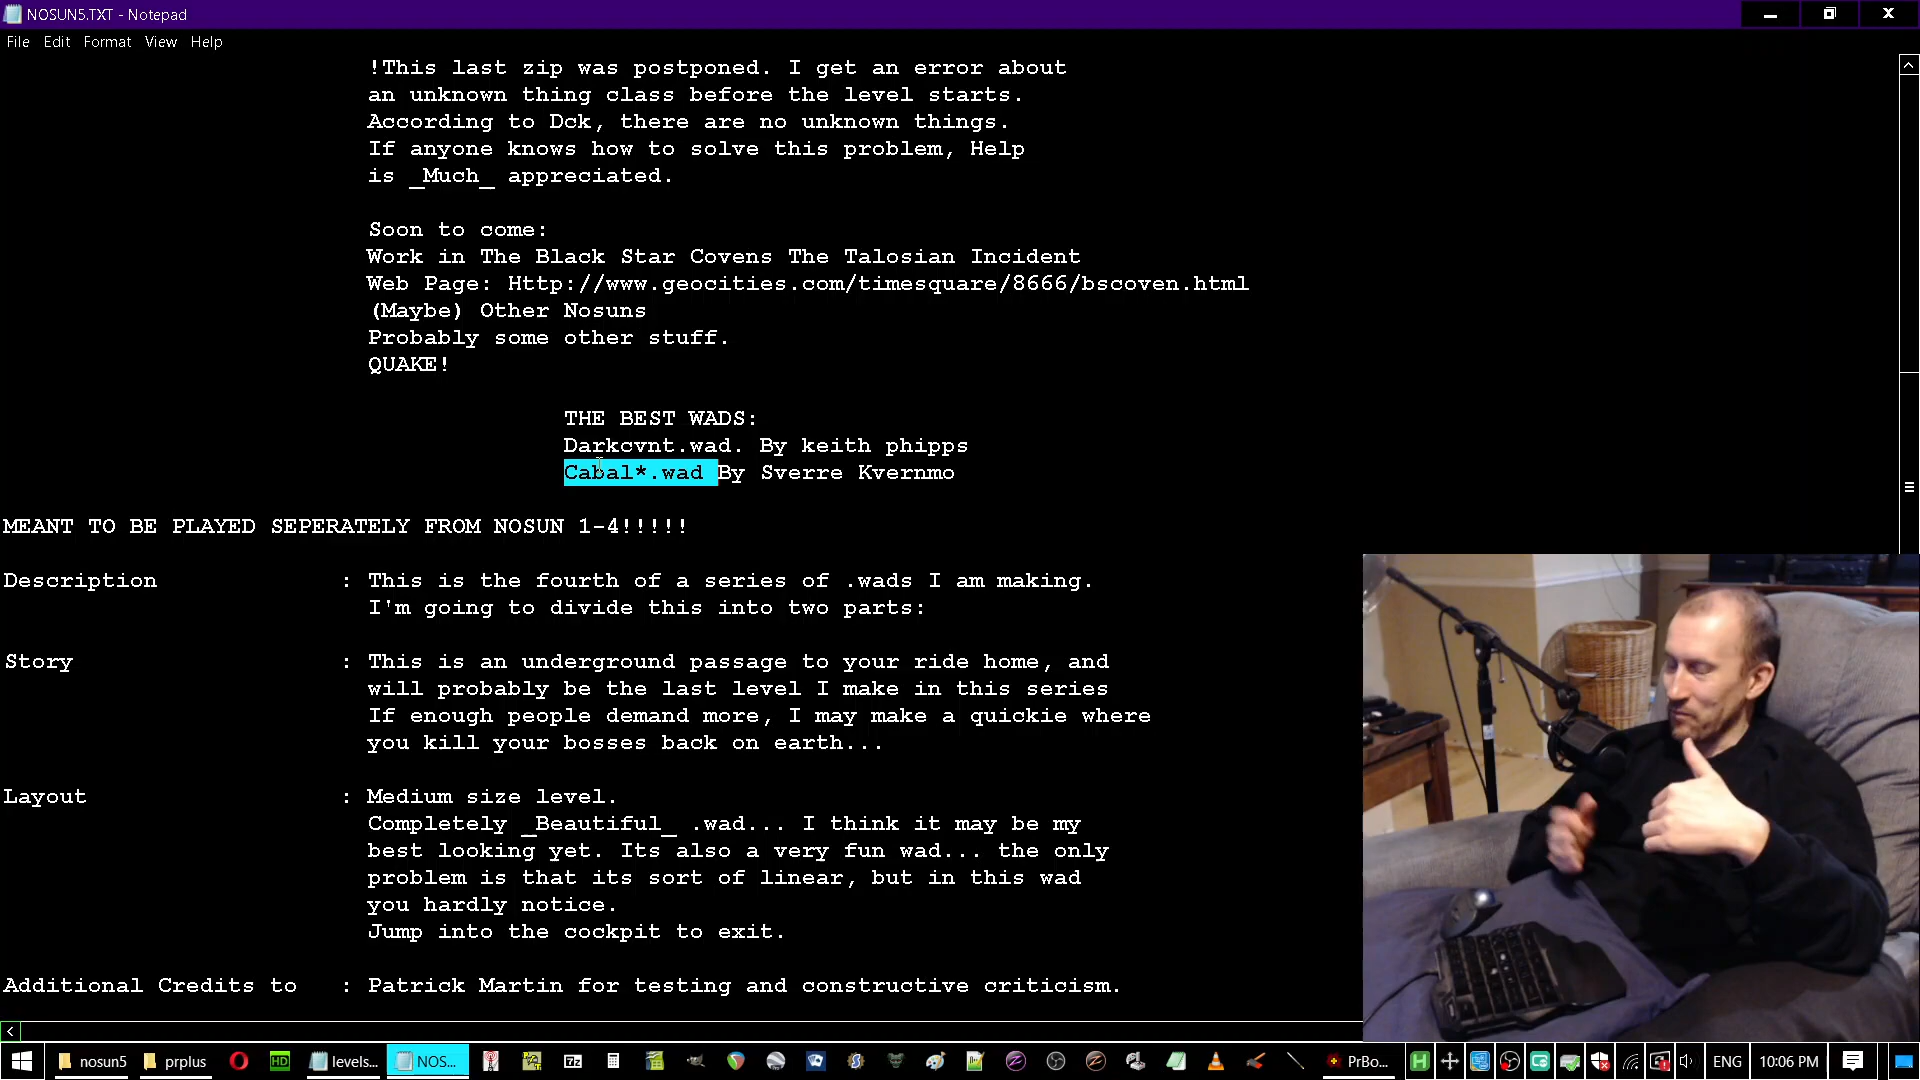 NOSUN5.TXT - Notepad
File Edit Format View Help
!This last zip was postponed. I get an error about
an unknown thing class before the level starts.
According to Dck, there are no unknown things.
If anyone knows how to solve this problem, Help
is _Much_ appreciated.
Soon to come:
Work in The Black Star Covens The Talosian Incident
Web Page: Http://www.geocities.com/timesquare/8666/bscoven.html
(Maybe) Other Nosuns
Probably some other stuff.
QUAKE!
THE BEST WADS:
Darkcvnt.wad. By keith phipps
Cabal*.wad By Sverre Kvernmo
MEANT TO BE PLAYED SEPERATELY FROM NOSUN 1-4!!!!!
Description : This is the fourth of a series of .wads I am making.
I'm going to divide this into two parts:
Story : This is an underground passage to your ride home, and
will probably be the last level I make in this series
If enough people demand more, I may make a quickie where
you kill your bosses back on earth...
Layout : Medium size level.
Completely _Beautiful_ .wad... I think it may be my
best looking yet. Its also a very fun wad... the only
problem is that its sort of linear, but in this wad
you hardly notice.
Jump into the cockpit to exit.
Additional Credits to : Patrick Martin for testing and constructive criticism.
nosun5 prplus HD levels... NOS... 7z PrBo... H ENG 10:06 PM